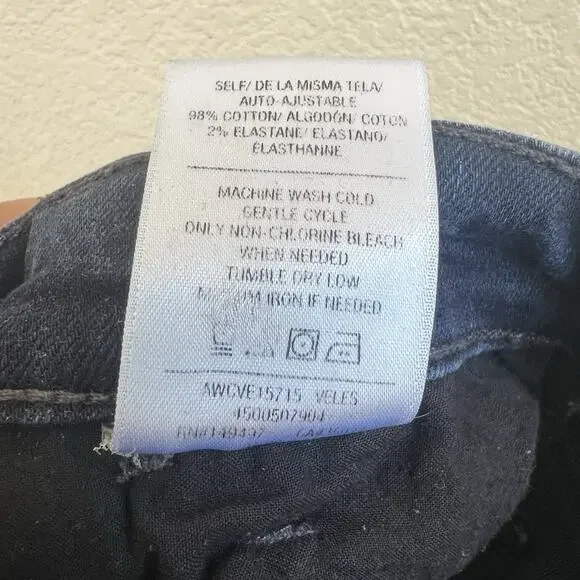 SELF/ DE LA MISMA TELA/
AUTO-AJUSTABLE
98% COTTON/ ALGODÓN/ COTON
2% ELASTANE/ ELASTANO/
ÉLASTHANNE
MACHINE WASH COLD
GENTLE CYCLE
ONLY NON-CHLORINE BLEACH
WHEN NEEDED
TUMBLE DRY LOW
IRON IF NEEDED
AWCVE15715 VELES
4500507904